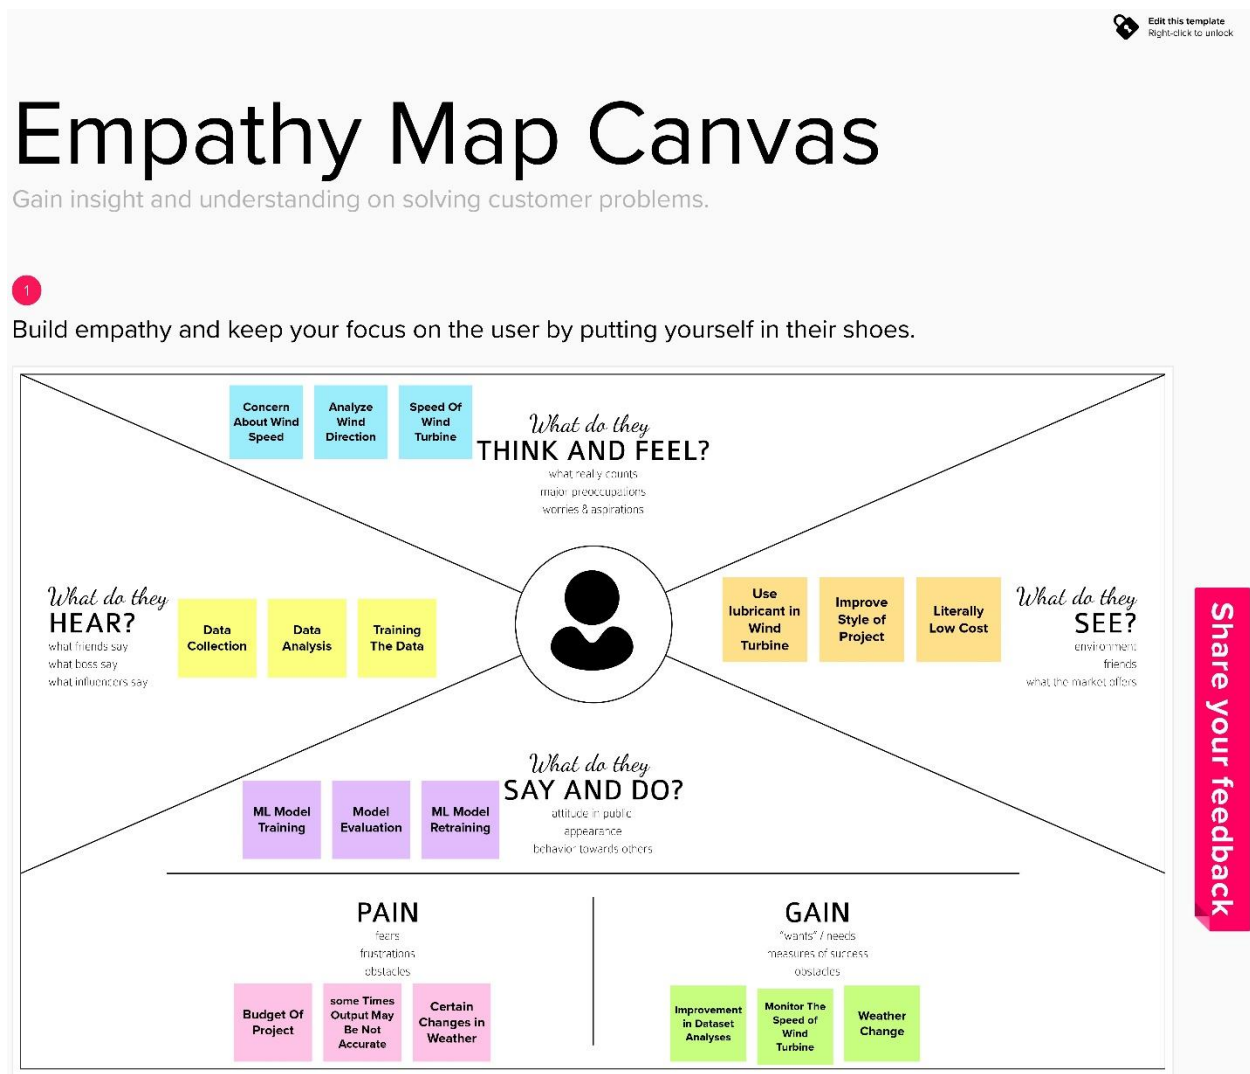 Edit this template
Right-click to unlock
Empathy Map Canvas
Gain insight and understanding on solving customer problems.
1
Build empathy and keep your focus on the user by putting yourself in their shoes.
Concern
About Wind
Speed
Analyze
Wind
Direction
Speed Of
Wind
Turbine
What do they
THINK AND FEEL?
what really counts
major preoccupations
worries & aspirations
What do they
HEAR?
what friends say
what boss say
what influencers say
Data
Collection
Data
Analysis
Training
The Data
Use
lubricant in
Wind
Turbine
Improve
Style of
Project
Literally
Low Cost
What do they
SEE?
environment
friends
what the market offers
Share your feedback
What do they
SAY AND DO?
attitude in public
appearance
behavior towards others
ML Model
Training
Model
Evaluation
ML Model
Retraining
PAIN
fears
frustrations
obstacles
Budget Of
Project
some Times
Output May
Be Not
Accurate
Certain
Changes in
Weather
GAIN
"wants" / needs
measures of success
obstacles
Improvement
in Dataset
Analyses
Monitor The
Speed of
Wind
Turbine
Weather
Change